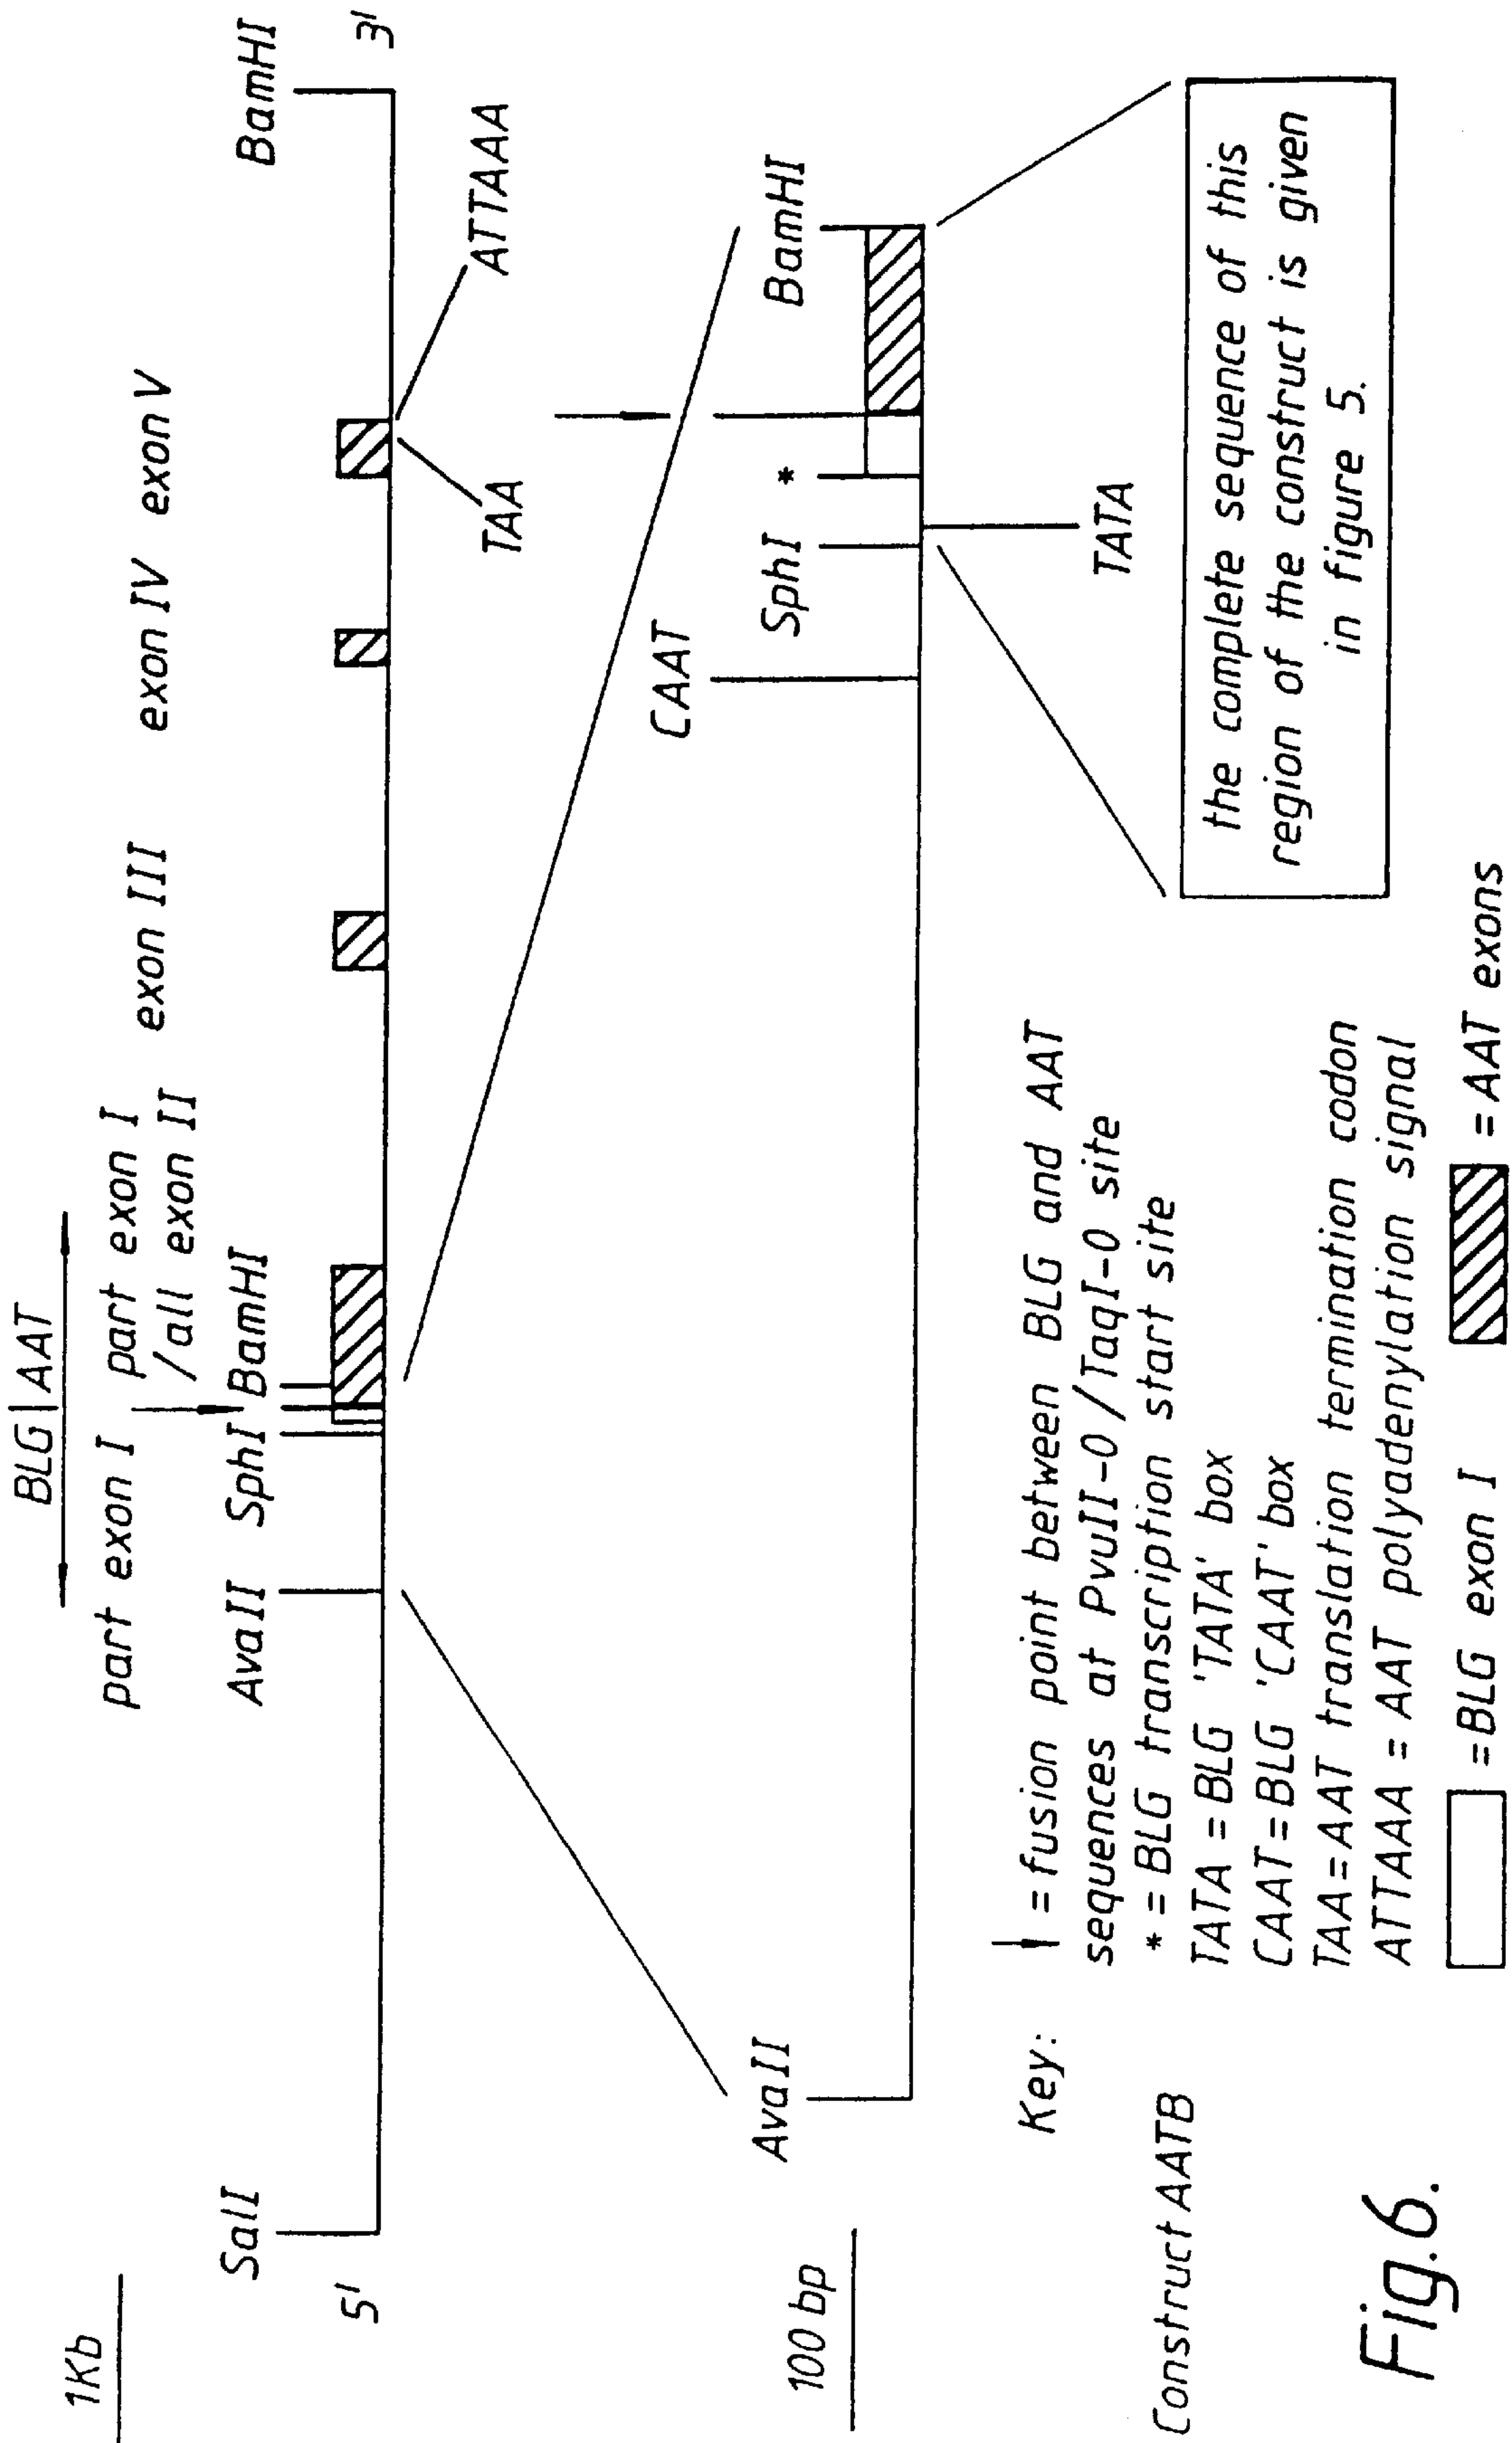 1Kb
BLG | AAT
part exon I
part exon I
/all exon II
exon III
exon IV
exon V
SalI
AvaII
SphI
BamHI
BamHI
5'
3'
TAA
ATTAAA
100 bp
AvaII
CAAT
SphI
*
BamHI
TATA
the complete sequence of this
region of the construct is given
in figure 5.
Construct AATB
Key:
= fusion point between BLG and AAT
sequences at PvuII-0/TaqI-0 site
* = BLG transcription start site
TATA = BLG 'TATA' box
CAAT = BLG 'CAAT' box
TAA = AAT translation termination codon
ATTAAA = AAT polyadenylation signal
= BLG exon I
= AAT exons
Fig.6.